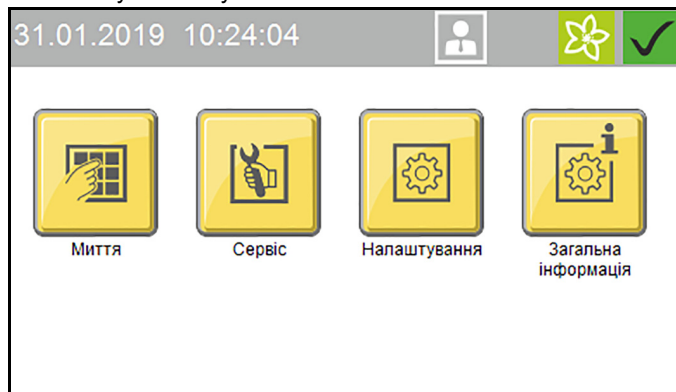 31.01.2019 10:24:04
Миття
Сервіс
Налаштування
Загальна
інформація